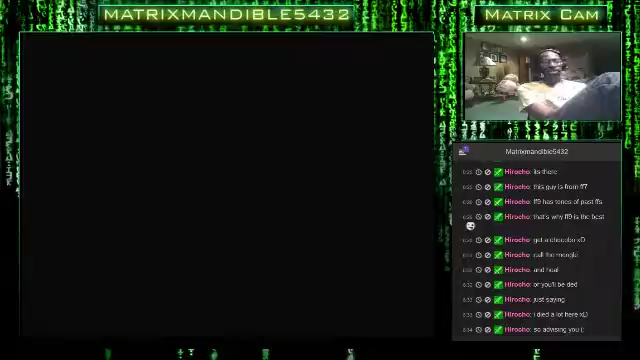 MATRIXMANDIBLE5432
MATRIX CAM
Matrixmandible5432
Hirocho: its there
Hirocho: this guy is from ff7
Hirocho: ff9 has tones of past ffs
Hirocho: that's why ff9 is the best
Hirocho: get a chocobo xD
Hirocho: call the moogle
Hirocho: and heal
Hirocho: or you'll be ded
Hirocho: just saying
Hirocho: i died a lot here xD
Hirocho: so advising you (: